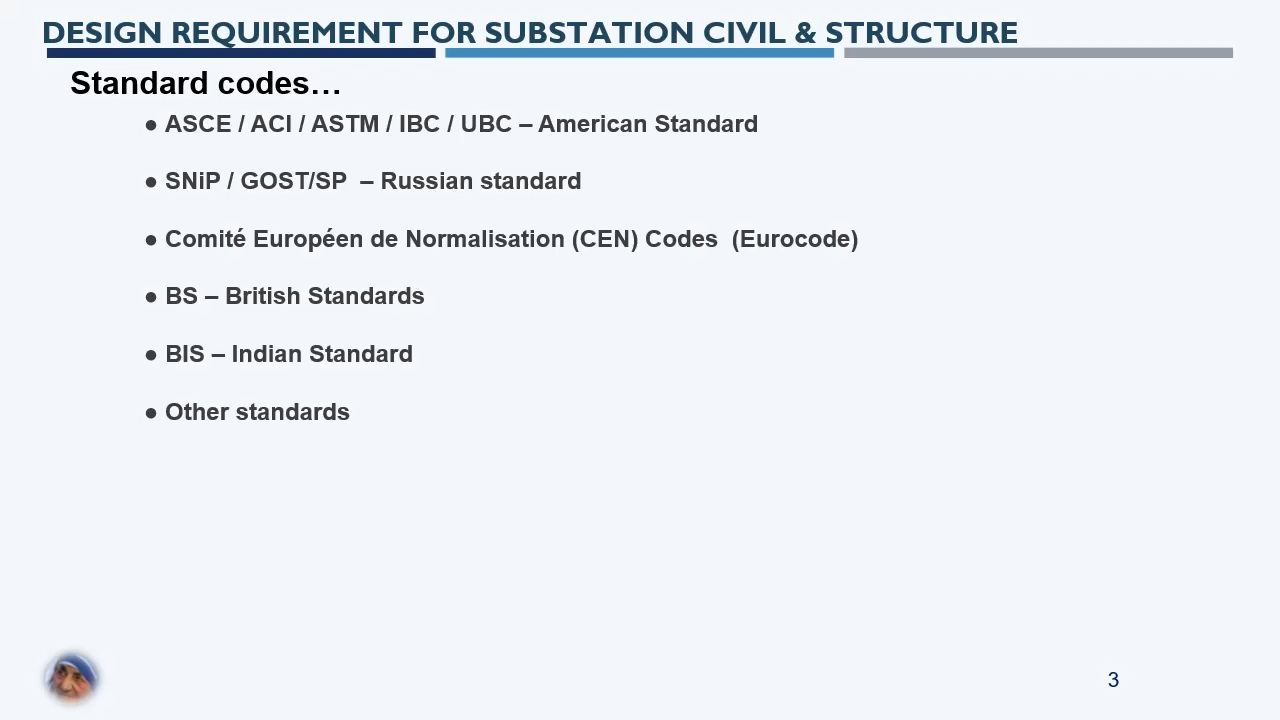 DESIGN REQUIREMENT FOR SUBSTATION CIVIL & STRUCTURE
Standard codes…
● ASCE / ACI / ASTM / IBC / UBC – American Standard
● SNiP / GOST/SP  – Russian standard
● Comité Européen de Normalisation (CEN) Codes  (Eurocode)
● BS – British Standards
● BIS – Indian Standard
● Other standards
3